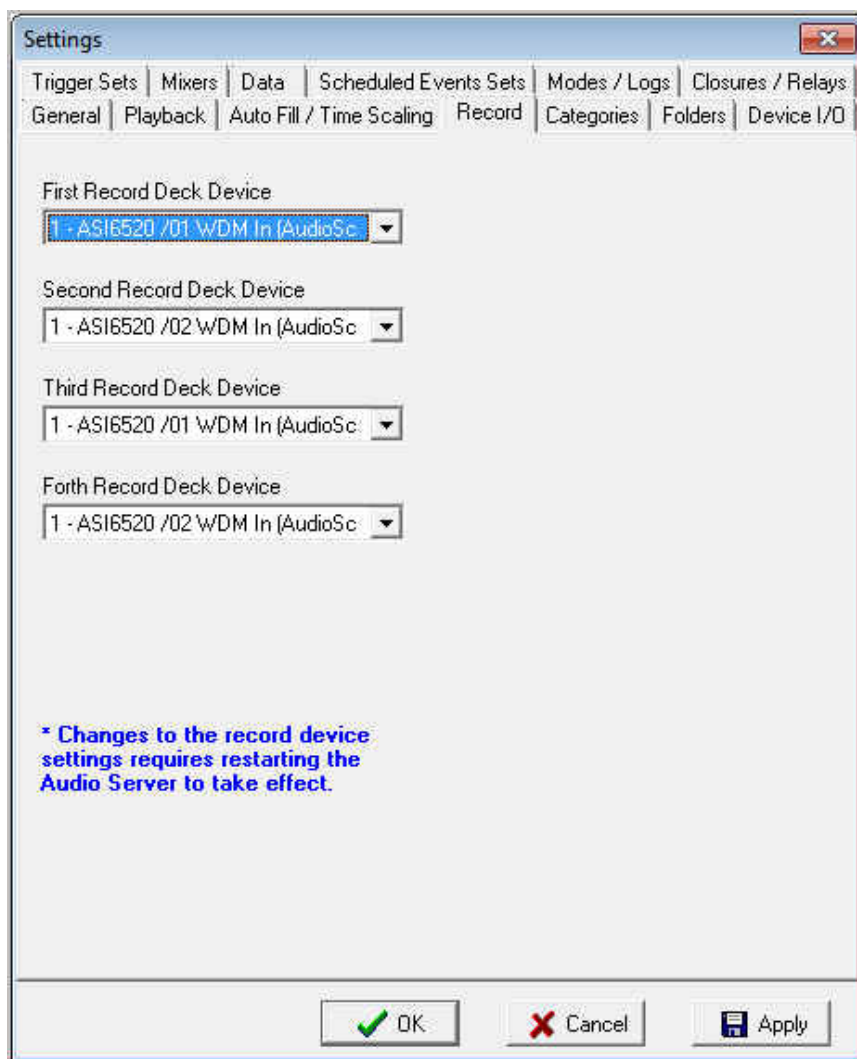 Settings
Trigger Sets Mixers Data Scheduled Events Sets Modes / Logs Closures / Relays
General Playback Auto Fill / Time Scaling Record Categories Folders Device I/O
First Record Deck Device
1 - ASI6520 /01 WDM In (AudioSc
Second Record Deck Device
1 - ASI6520 /02 WDM In (AudioSc
Third Record Deck Device
1 - ASI6520 /01 WDM In (AudioSc
Forth Record Deck Device
1 - ASI6520 /02 WDM In (AudioSc
* Changes to the record device
settings requires restarting the
Audio Server to take effect.
OK Cancel Apply